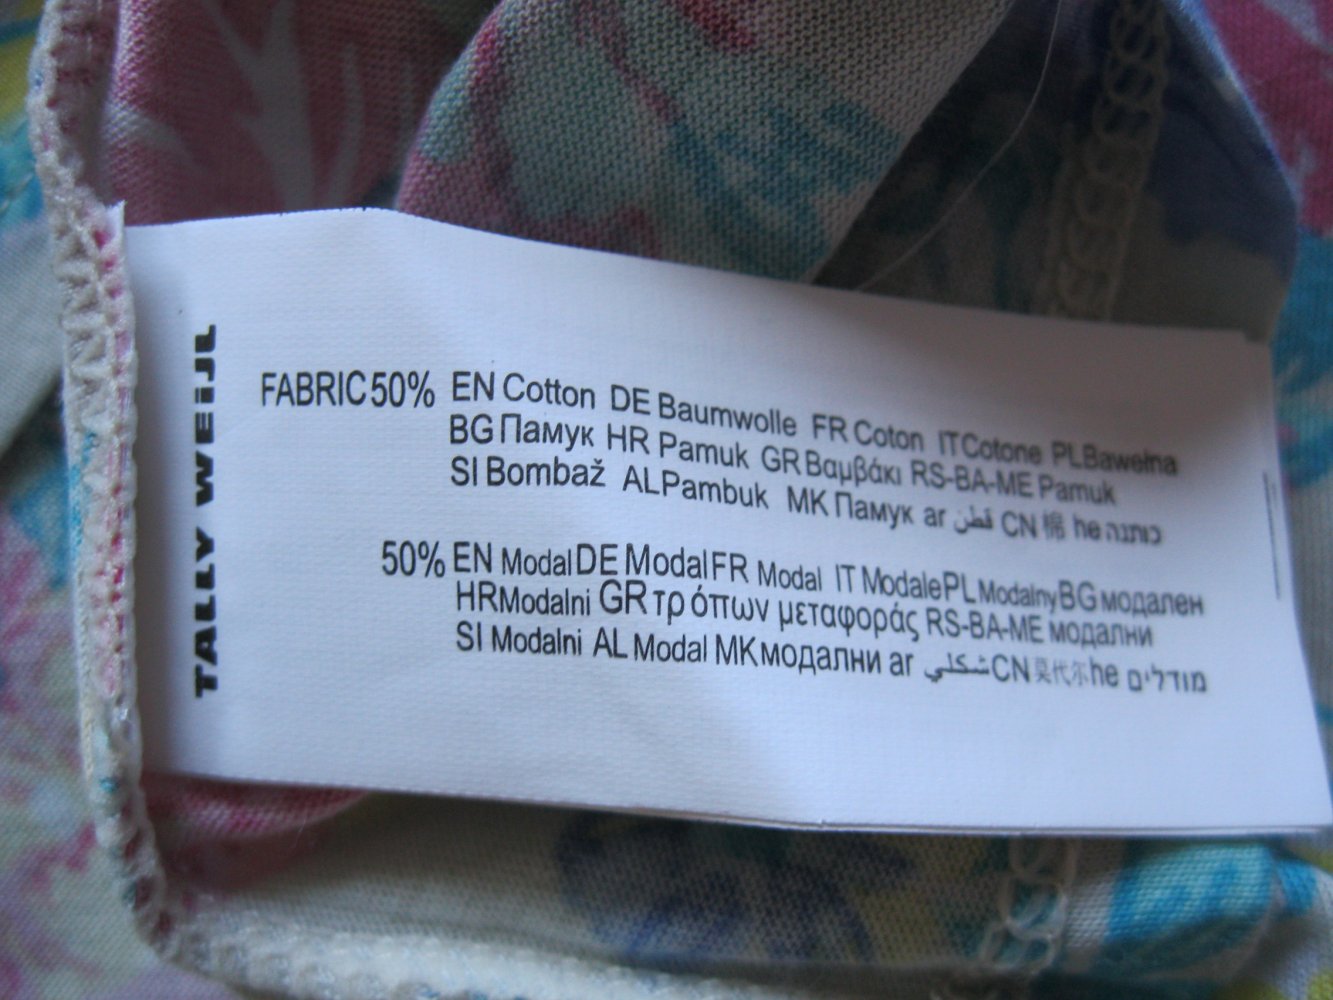 TALLY WEiJL
FABRIC 50% EN Cotton DE Baumwolle FR Coton IT Cotone PL Bawełna
BG Памук HR Pamuk GR Βαμβάκι RS-BA-ME Pamuk
SI Bombaž AL Pambuk MK Памук ar قطن CN 棉 he כותנה
50% EN Modal DE Modal FR Modal IT Modale PL Modalny BG модален
HR Modalni GR τρόπων μεταφοράς RS-BA-ME модални
SI Modalni AL Modal MK модални ar شكلي CN 莫代尔 he מודלים